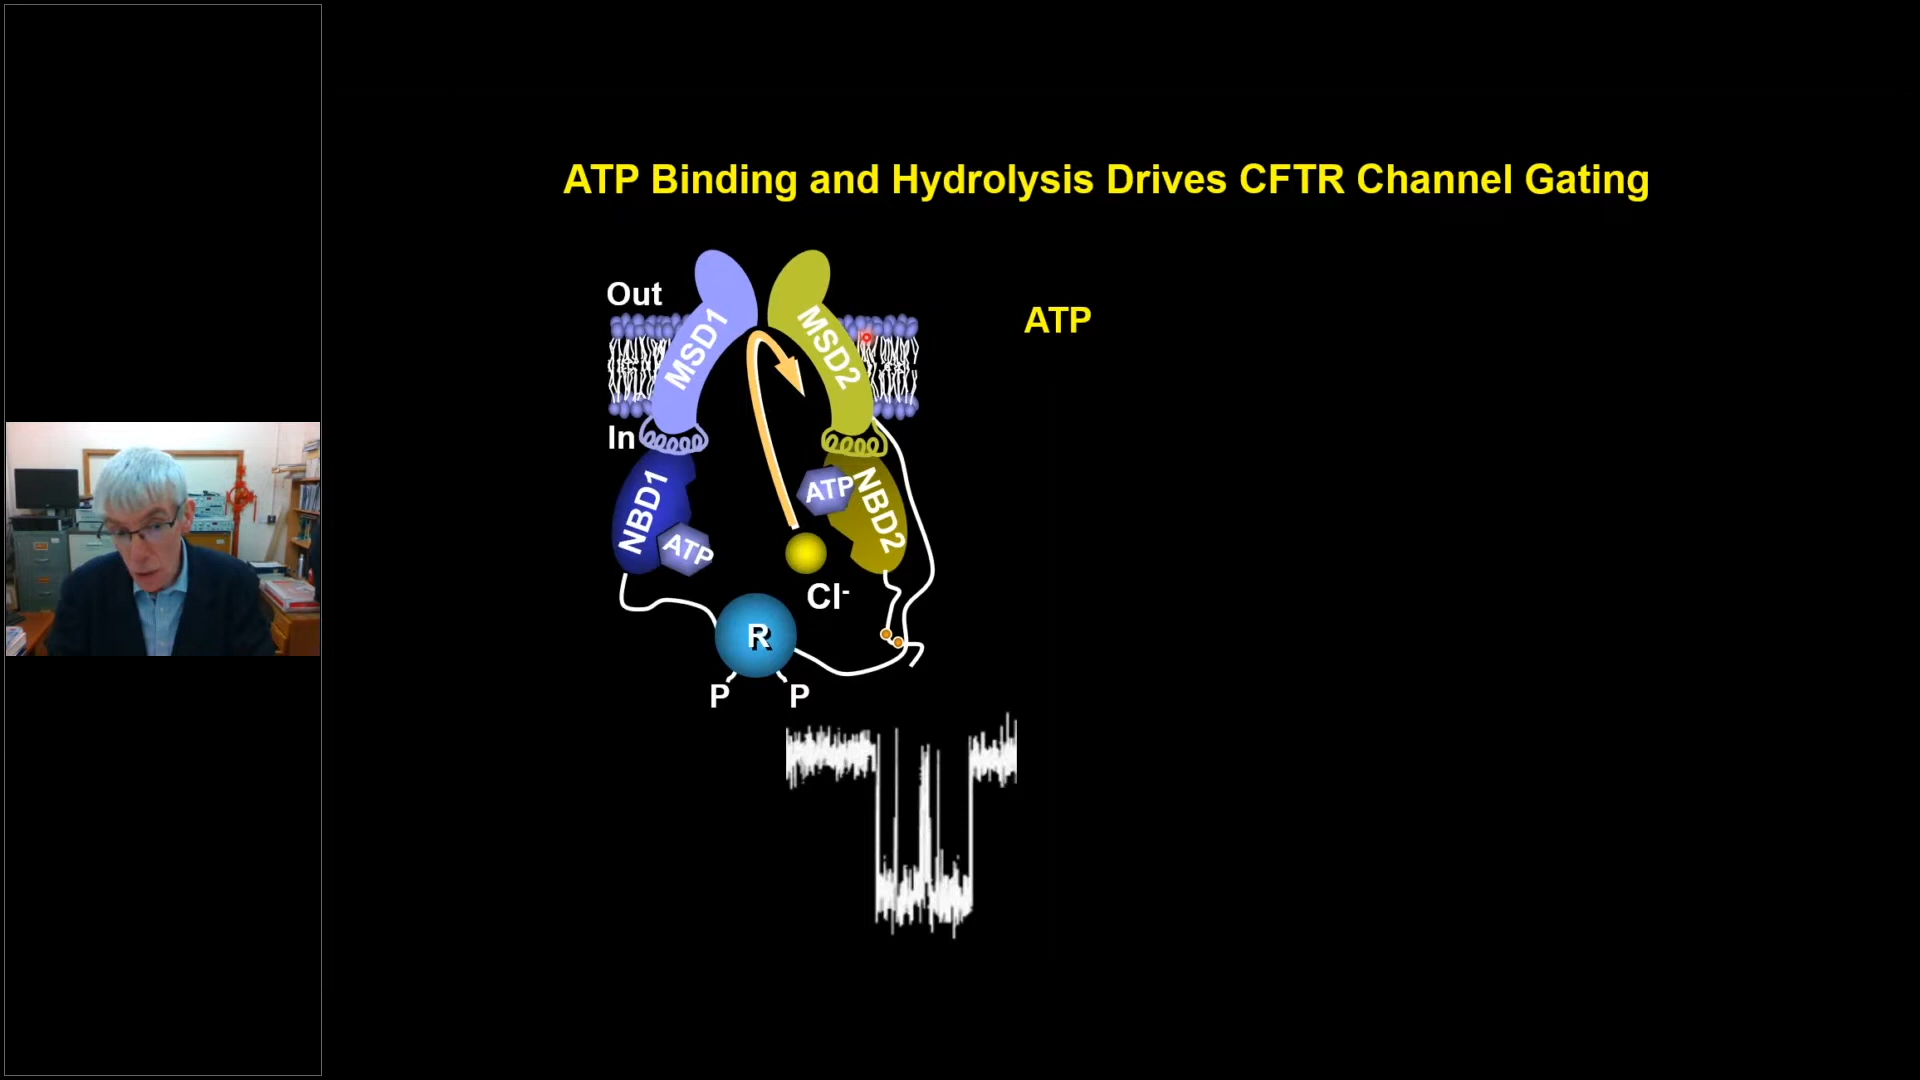 ATP Binding and Hydrolysis Drives CFTR Channel Gating
Out
MSD1
MSD2
ATP
In
NBD1
ATP
ATP
NBD2
Cl-
R
P
P